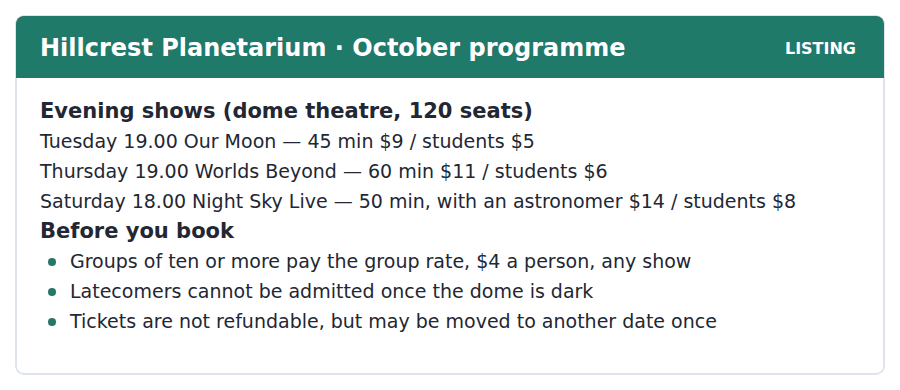 Hillcrest Planetarium · October programme
LISTING
Evening shows (dome theatre, 120 seats)
Tuesday 19.00 Our Moon — 45 min $9 / students $5
Thursday 19.00 Worlds Beyond — 60 min $11 / students $6
Saturday 18.00 Night Sky Live — 50 min, with an astronomer $14 / students $8
Before you book
Groups of ten or more pay the group rate, $4 a person, any show
Latecomers cannot be admitted once the dome is dark
Tickets are not refundable, but may be moved to another date once